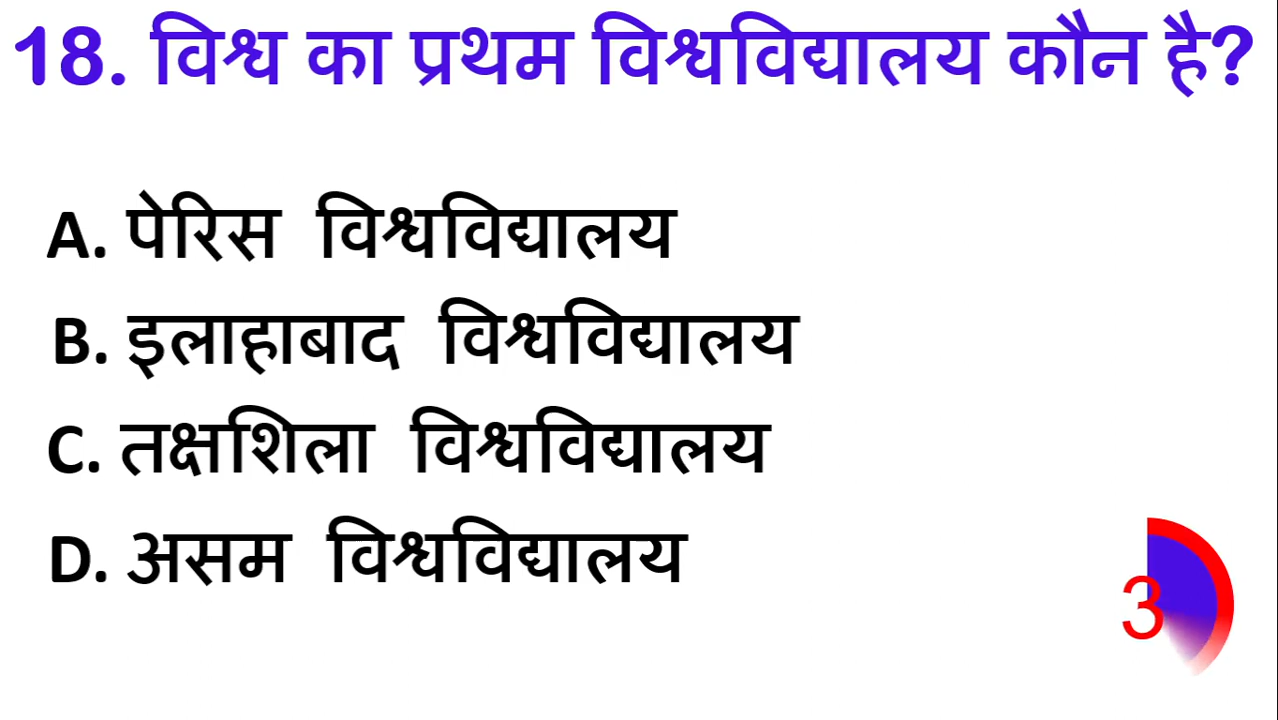 18. विश्व का प्रथम विश्वविद्यालय कौन है?
A. पेरिस विश्वविद्यालय
B. इलाहाबाद विश्वविद्यालय
C. तक्षशिला विश्वविद्यालय
D. असम विश्वविद्यालय
3